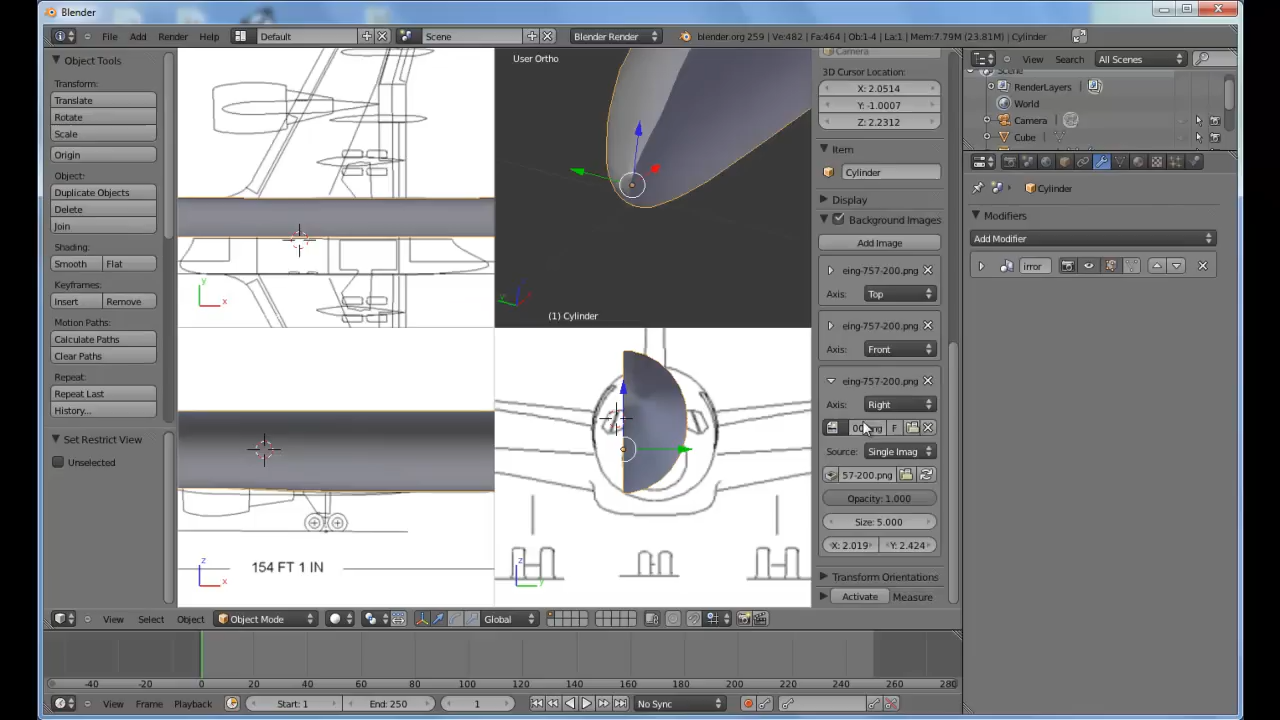 Blender
File Add Render Help Default Scene Blender Render blender.org 259 | Ve:482 | Fa:464 | Ob:1-4 | La:1 | Mem:7.79M (23.81M) | Cylinder
View Search All Scenes
Scene
RenderLayers
World
Camera
Cube
Object Tools
Transform:
Translate
Rotate
Scale
Origin
Object:
Duplicate Objects
Delete
Join
Shading:
Smooth Flat
Keyframes:
Insert Remove
Motion Paths:
Calculate Paths
Clear Paths
Repeat:
Repeat Last
History...
Set Restrict View
Unselected
y
x
User Ortho
(1) Cylinder
154 FT 1 IN
z
x
z
y
Camera
3D Cursor Location:
X: 2.0514
Y: -1.0007
Z: 2.2312
Item
Cylinder
Display
Background Images
Add Image
eing-757-200.png
Axis: Top
eing-757-200.png
Axis: Front
eing-757-200.png
Axis: Right
F
Source: Single Imag
57-200.png
Opacity: 1.000
Size: 5.000
X: 2.019 Y: 2.424
Transform Orientations
Activate Measure
Cylinder
Modifiers
Add Modifier
irror
View Select Object Object Mode Global
-40 -20 0 20 40 60 80 100 120 140 160 180 200 220 240 260 280
View Frame Playback Start: 1 End: 250 1 No Sync